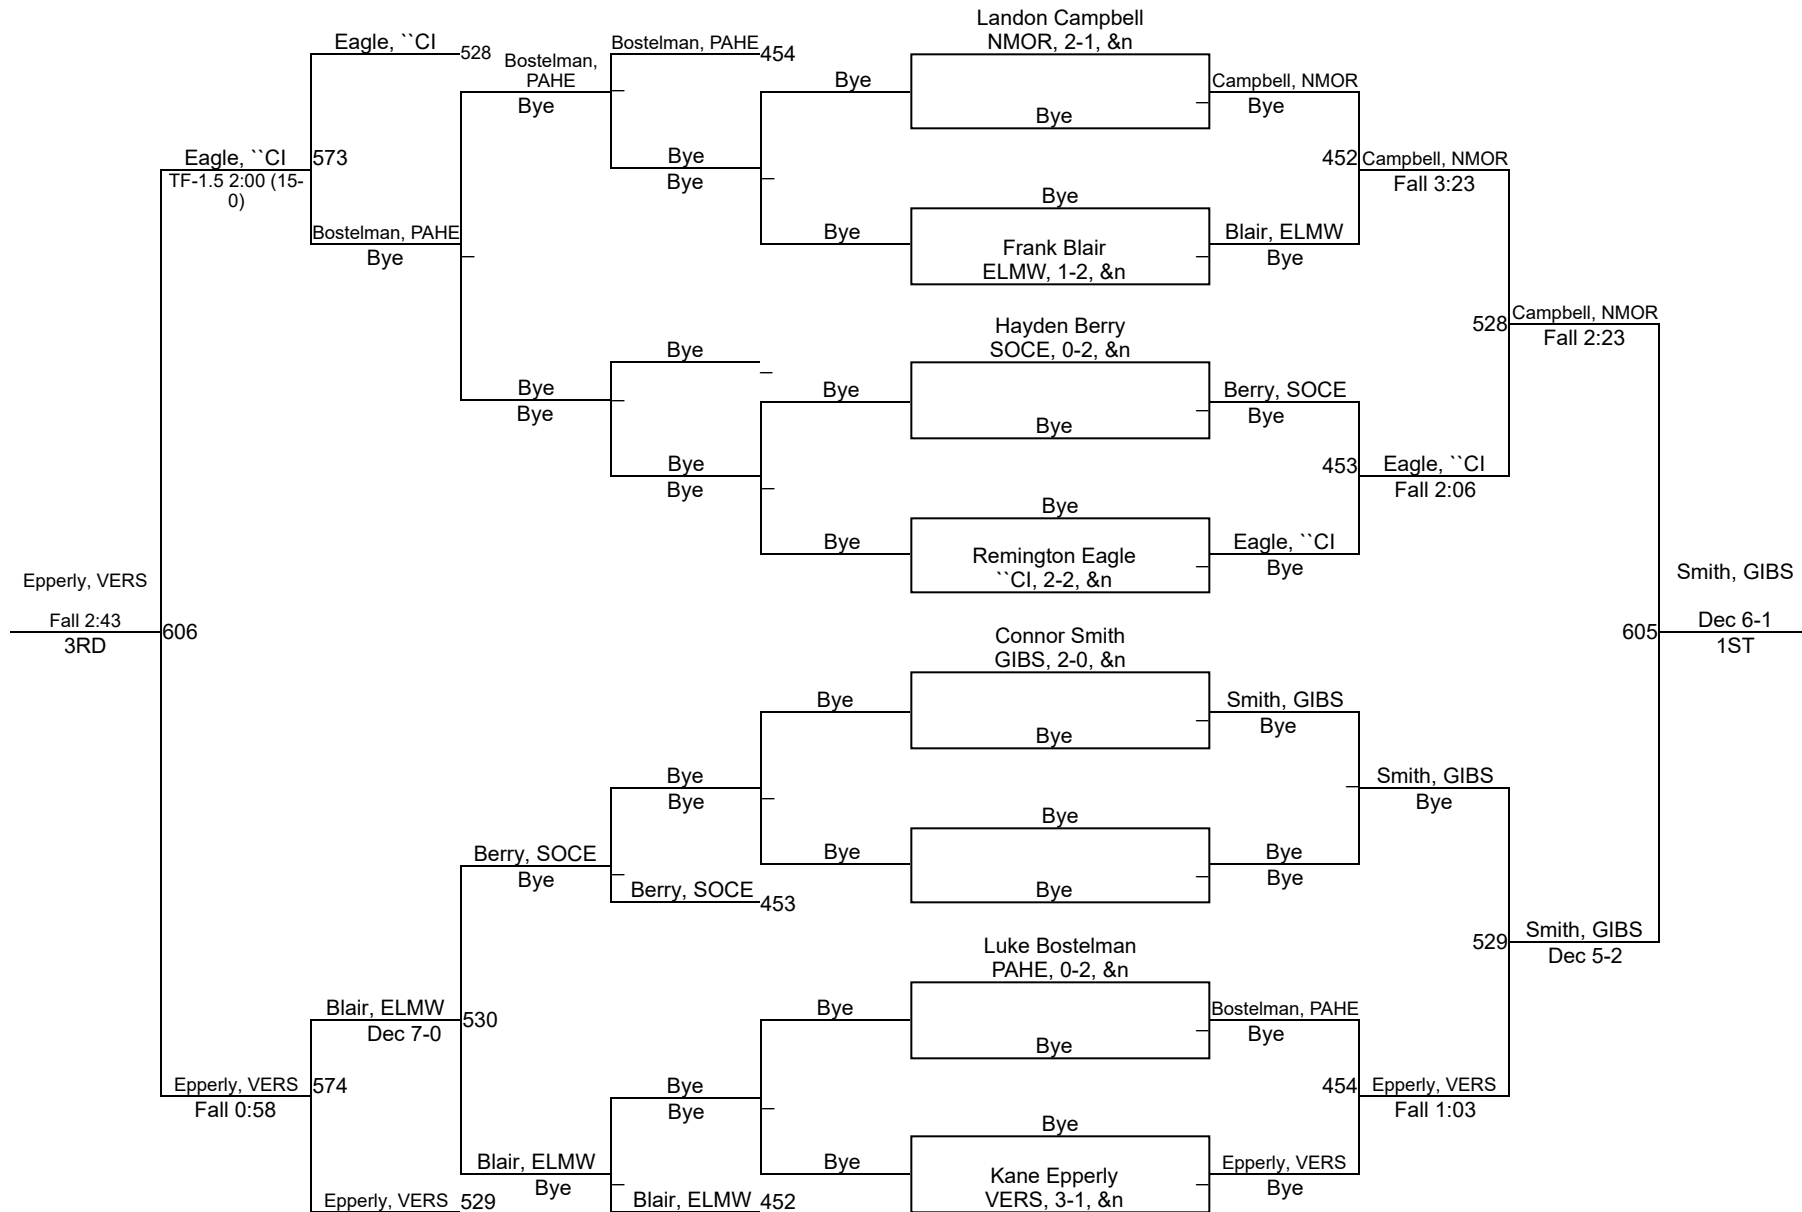 Landon Campbell
NMOR, 2-1, &n
Eagle, ``CI
528
Bostelman, PAHE
454
Bostelman,
PAHE
Bye
Bye
Bye
Campbell, NMOR
Bye
Eagle, ``CI
573
TF-1.5 2:00 (15-
0)
Bye
Bye
452
Campbell, NMOR
Fall 3:23
Bye
Bostelman, PAHE
Bye
Bye
Frank Blair
ELMW, 1-2, &n
Blair, ELMW
Bye
Hayden Berry
SOCE, 0-2, &n
528
Campbell, NMOR
Fall 2:23
Bye
Bye
Bye
Bye
Bye
Berry, SOCE
Bye
Bye
Bye
453
Eagle, ``CI
Fall 2:06
Bye
Bye
Remington Eagle
``CI, 2-2, &n
Eagle, ``CI
Bye
Epperly, VERS
Fall 2:43
3RD
606
Smith, GIBS
605
Dec 6-1
1ST
Connor Smith
GIBS, 2-0, &n
Bye
Bye
Smith, GIBS
Bye
Bye
Bye
Smith, GIBS
Bye
Bye
Berry, SOCE
Bye
Bye
Bye
Bye
Bye
Berry, SOCE
453
529
Smith, GIBS
Dec 5-2
Luke Bostelman
PAHE, 0-2, &n
Blair, ELMW
Dec 7-0
530
Bye
Bye
Bostelman, PAHE
Bye
Epperly, VERS
574
Fall 0:58
Bye
Bye
454
Epperly, VERS
Fall 1:03
Bye
Blair, ELMW
Bye
Bye
Kane Epperly
VERS, 3-1, &n
Epperly, VERS
Bye
Epperly, VERS
529
Blair, ELMW
452